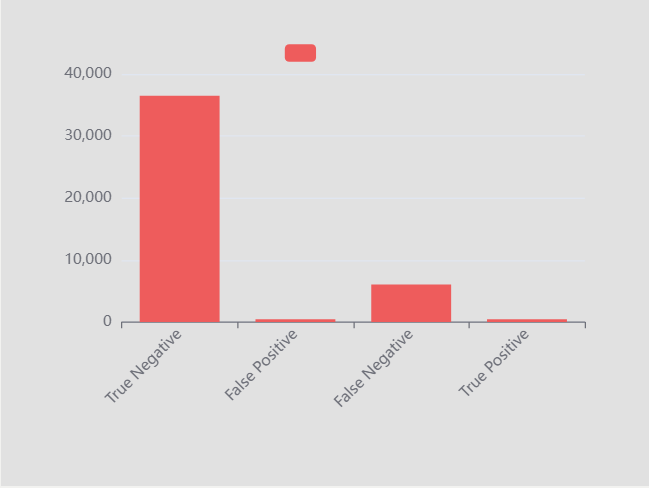 40,000
30,000
20,000
10,000
0
True Negative
False Positive
False Negative
True Positive